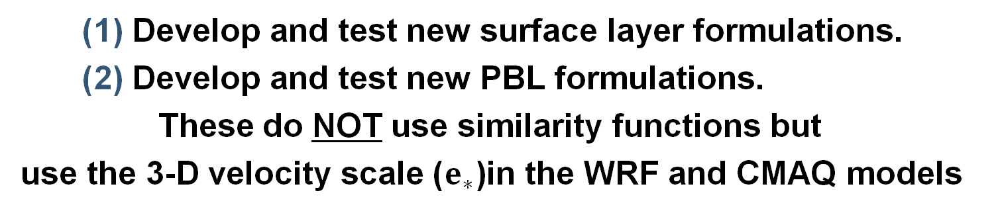 (1) Develop and test new surface layer formulations.
(2) Develop and test new PBL formulations.
These do NOT use similarity functions but
use the 3-D velocity scale (e*)in the WRF and CMAQ models